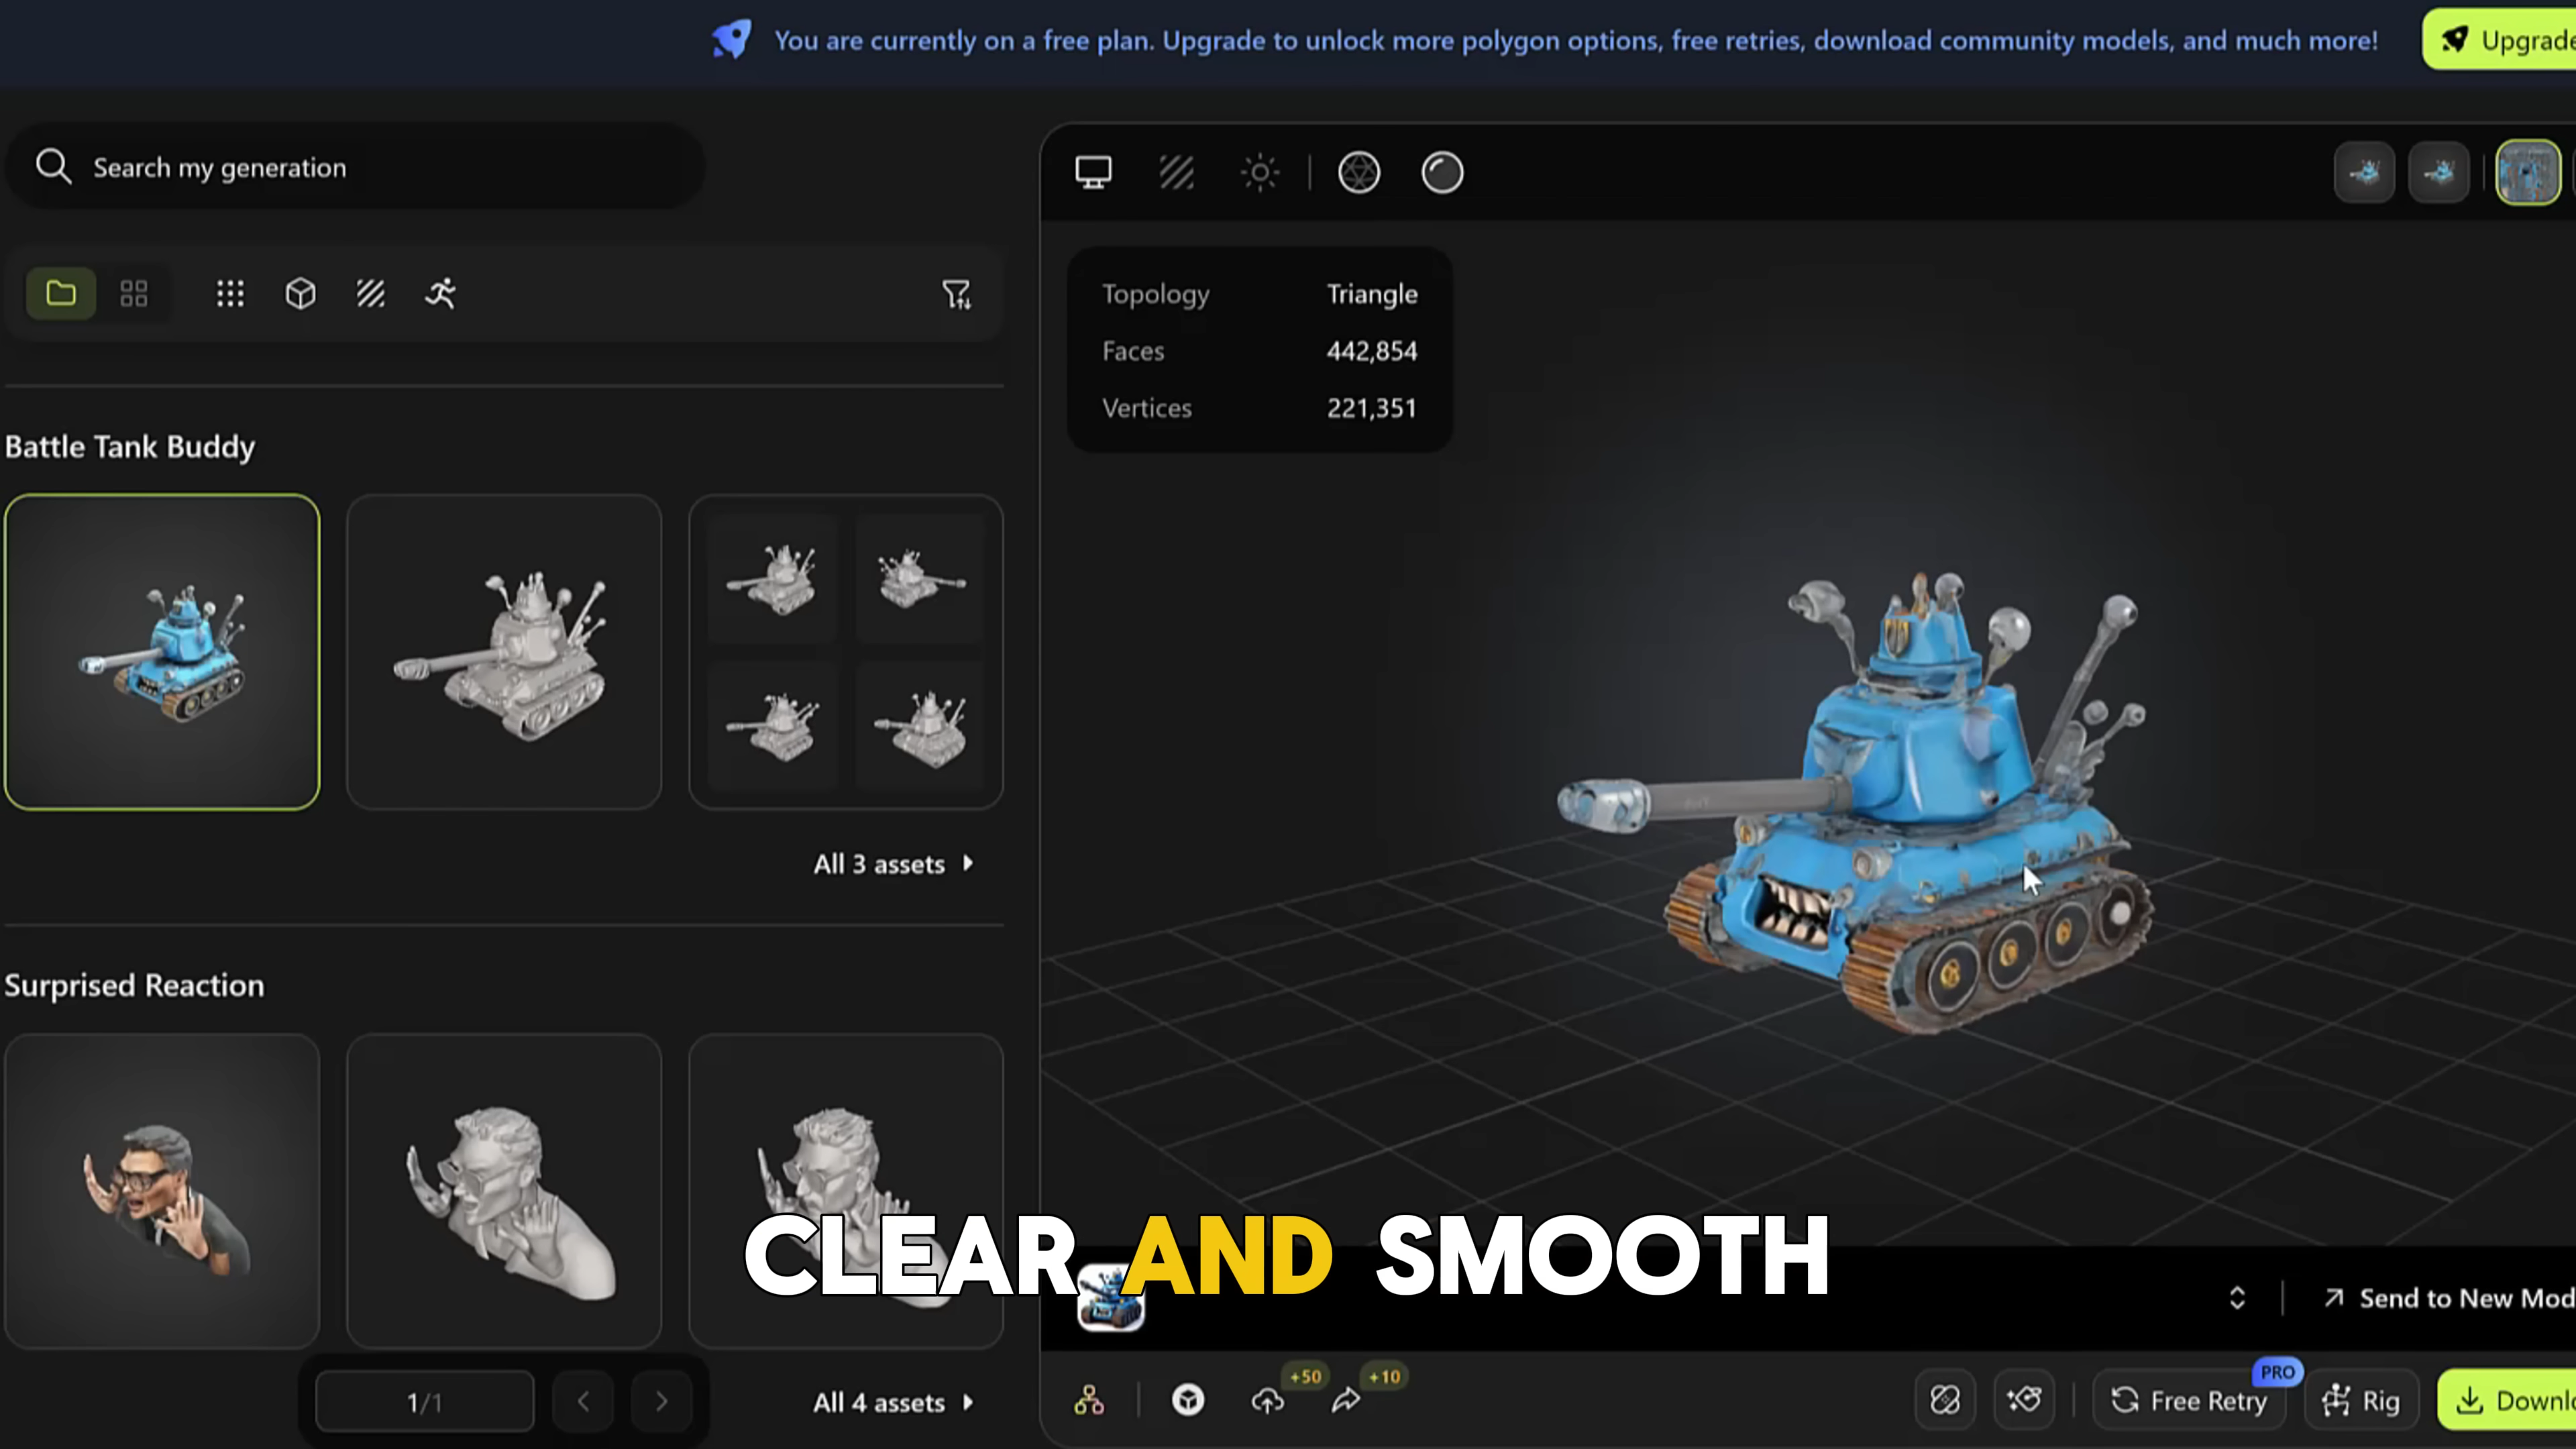 You are currently on a free plan. Upgrade to unlock more polygon options, free retries, download community models, and much more!
Upgrade
Search my generation
Topology Triangle
Faces 442,854
Vertices 221,351
Battle Tank Buddy
All 3 assets
Surprised Reaction
CLEAR AND SMOOTH
Send to New Mod
1/1
All 4 assets
+50
+10
PRO
Free Retry
Rig
Downlo